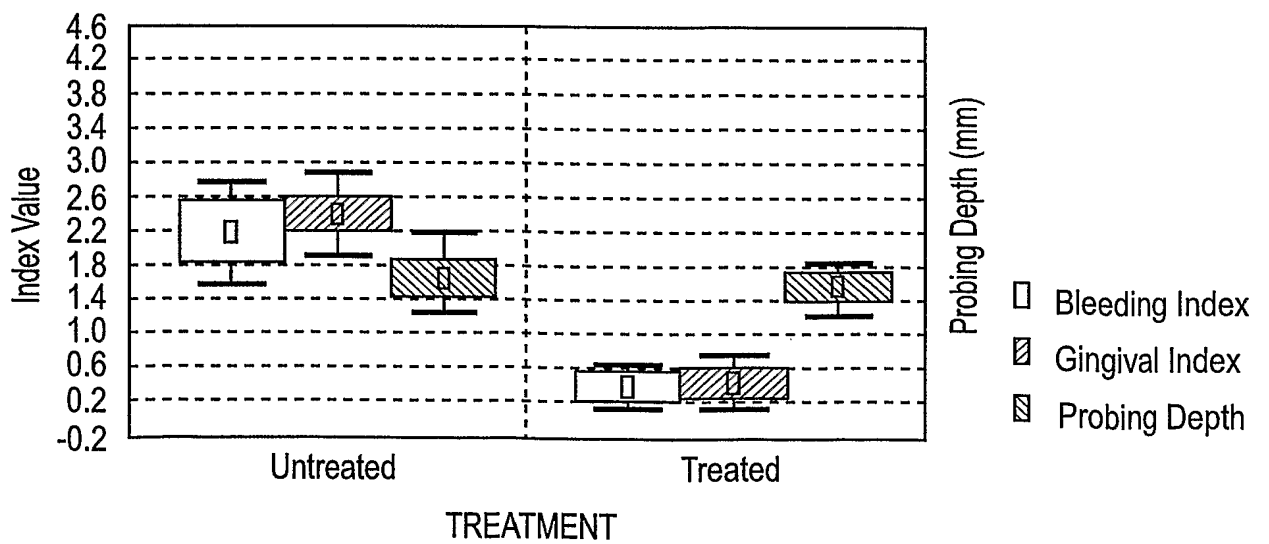 4.6
4.2
3.8
3.4
3.0
2.6
2.2
1.8
1.4
1.0
0.6
0.2
-0.2
Index Value
Untreated
Treated
TREATMENT
Probing Depth (mm)
Bleeding Index
Gingival Index
Probing Depth